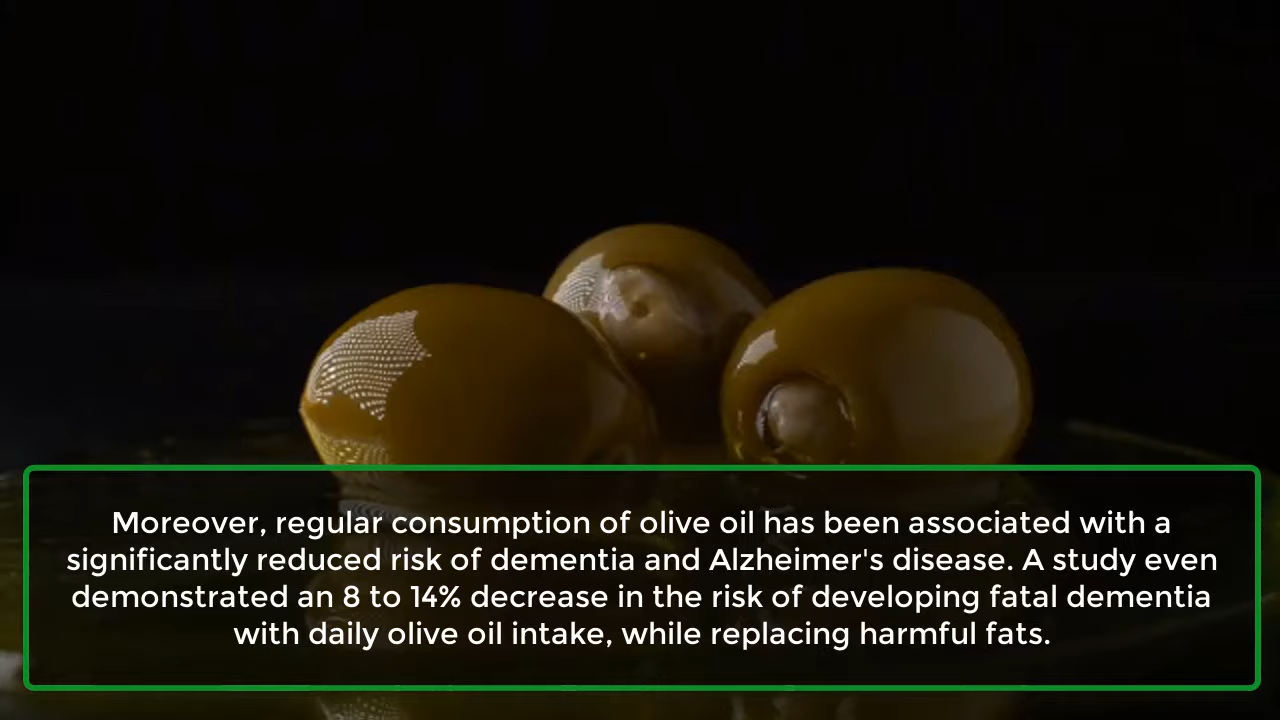 Moreover, regular consumption of olive oil has been associated with a
significantly reduced risk of dementia and Alzheimer's disease. A study even
demonstrated an 8 to 14% decrease in the risk of developing fatal dementia
with daily olive oil intake, while replacing harmful fats.